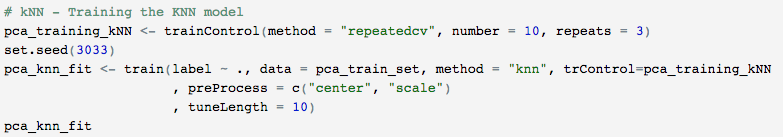 # kNN - Training the KNN model
pca_training_kNN <- trainControl(method = "repeatedcv", number = 10, repeats = 3)
set.seed(3033)
pca_knn_fit <- train(label ~ ., data = pca_train_set, method = "knn", trControl=pca_training_kNN
, preProcess = c("center", "scale")
, tuneLength = 10)
pca_knn_fit